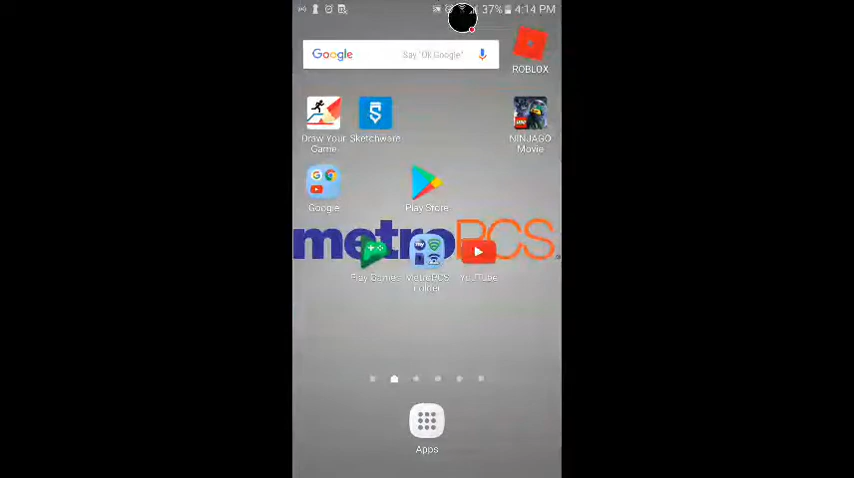 37% 4:14 PM
Google Say "Ok Google"
ROBLOX
Draw Your
Game
Sketchware
NINJAGO
Movie
Google
Play Store
metroPCS
Play Games
MetroPCS
Folder
YouTube
Apps